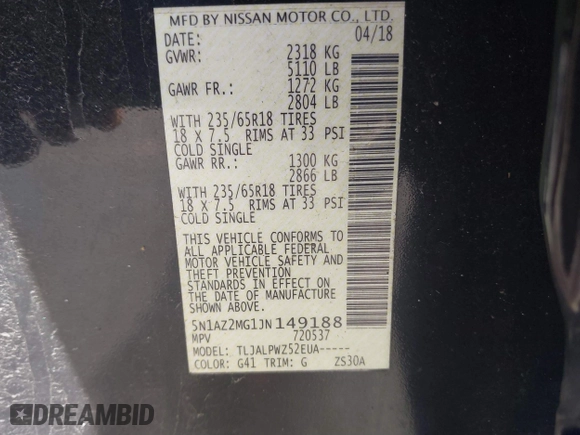 MFD BY NISSAN MOTOR CO., LTD.
DATE: 04/18
GVWR: 2318 KG
5110 LB
GAWR FR.: 1272 KG
2804 LB
WITH 235/65R18 TIRES
18 X 7.5 RIMS AT 33 PSI
COLD SINGLE
GAWR RR.: 1300 KG
2866 LB
WITH 235/65R18 TIRES
18 X 7.5 RIMS AT 33 PSI
COLD SINGLE
THIS VEHICLE CONFORMS TO
ALL APPLICABLE FEDERAL
MOTOR VEHICLE SAFETY AND
THEFT PREVENTION
STANDARDS IN EFFECT ON
THE DATE OF MANUFACTURE
SHOWN ABOVE.
5N1AZ2MG1JN149188
MPV 720537
MODEL: TLJALPWZ52EUA-----
COLOR: G41 TRIM: G ZS30A
DREAMBID